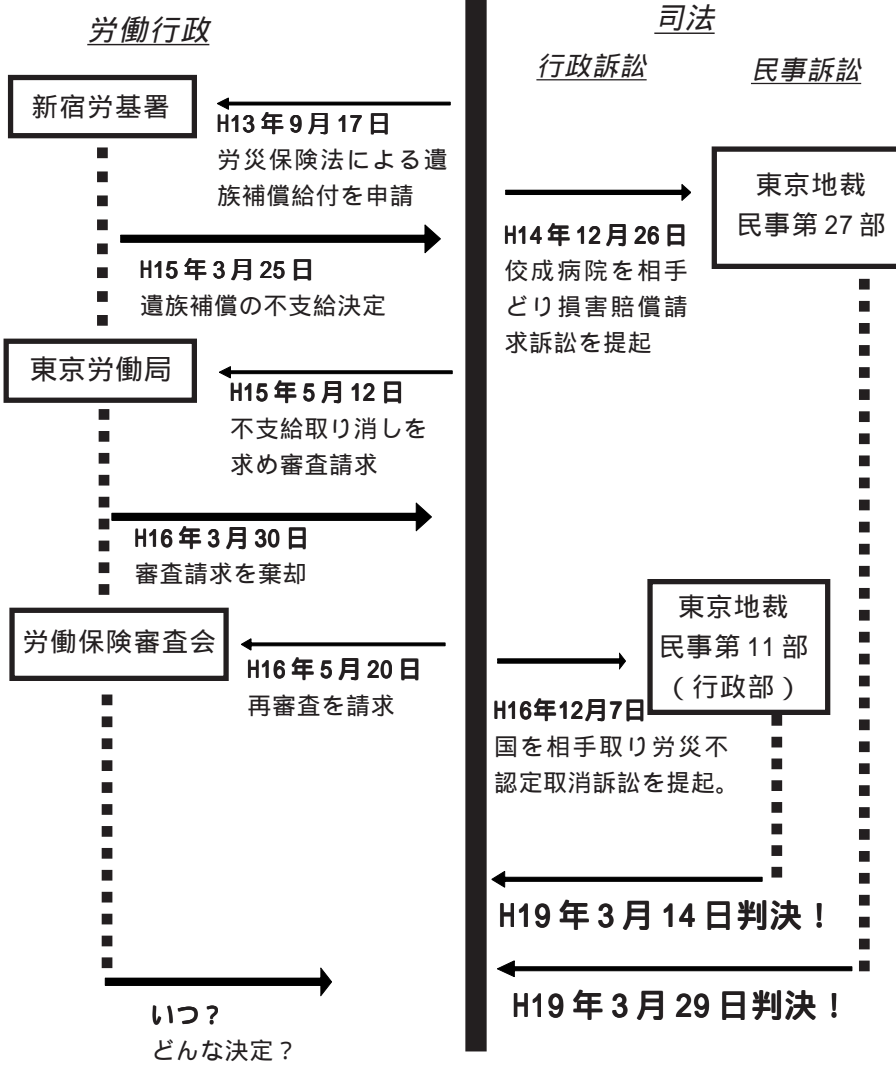 労働行政
新宿労基署
H13年9月17日
労災保険法による遺
族補償給付を申請
H15年3月25日
遺族補償の不支給決定
東京労働局
H15年5月12日
不支給取り消しを
求め審査請求
H16年3月30日
審査請求を棄却
労働保険審査会
H16年5月20日
再審査を請求
いつ?
どんな決定?
司法
行政訴訟
民事訴訟
東京地裁
民事第27部
H14年12月26日
佼成病院を相手
どり損害賠償請
求訴訟を提起
東京地裁
民事第11部
(行政部)
H16年12月7日
国を相手取り労災不
認定取消訴訟を提起。
H19年3月14日判決!
H19年3月29日判決!